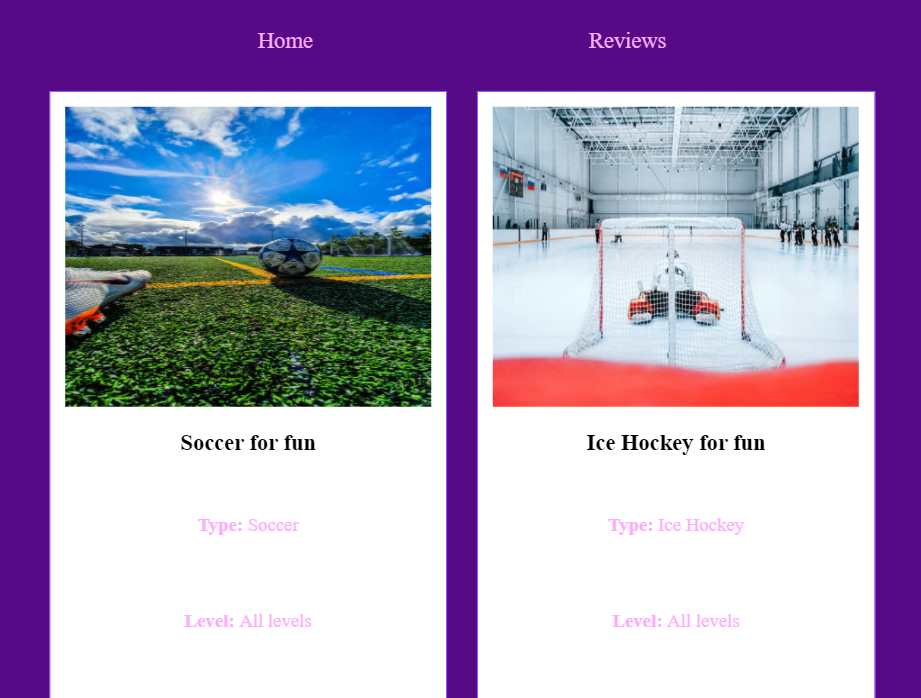 Home
Reviews
Soccer for fun
Type: Soccer
Level: All levels
Ice Hockey for fun
Type: Ice Hockey
Level: All levels